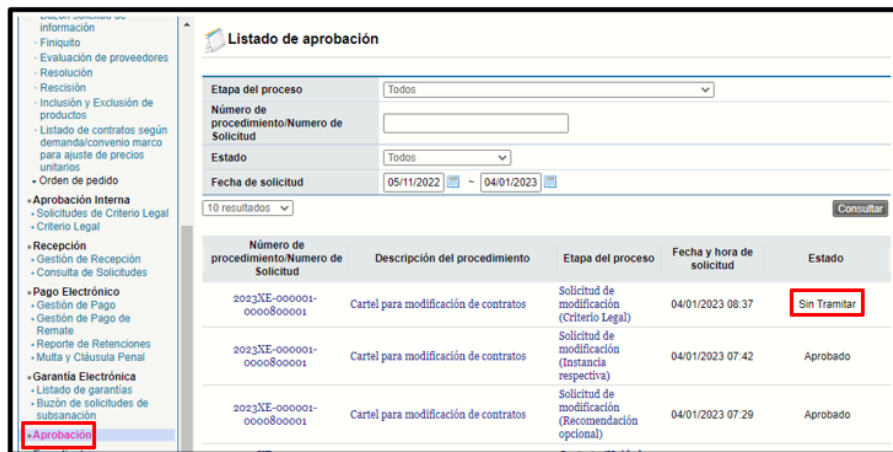 información
- Finiquito
- Evaluación de proveedores
- Resolución
- Rescisión
- Inclusión y Exclusión de
productos
- Listado de contratos según
demanda/convenio marco
para ajuste de precios
unitarios
Orden de pedido
Aprobación Interna
Solicitudes de Criterio Legal
Criterio Legal
Recepción
Gestión de Recepción
Consulta de Solicitudes
Pago Electrónico
Gestión de Pago
Gestión de Pago de
Remate
Reporte de Retenciones
Multa y Cláusula Penal
Garantía Electrónica
Listado de garantías
Buzón de solicitudes de
subsanación
Aprobación
Listado de aprobación
Etapa del proceso Todos
Número de
procedimiento/Numero de
Solicitud
Estado Todos
Fecha de solicitud 05/11/2022 ~ 04/01/2023
10 resultados Consultar
Número de
procedimiento/Numero de
Solicitud
Descripción del procedimiento
Etapa del proceso
Fecha y hora de
solicitud
Estado
2023XE-000001-
0000800001
Cartel para modificación de contratos
Solicitud de
modificación
(Criterio Legal)
04/01/2023 08:37
Sin Tramitar
2023XE-000001-
0000800001
Cartel para modificación de contratos
Solicitud de
modificación
(Instancia
respectiva)
04/01/2023 07:42
Aprobado
2023XE-000001-
0000800001
Cartel para modificación de contratos
Solicitud de
modificación
(Recomendación
opcional)
04/01/2023 07:29
Aprobado